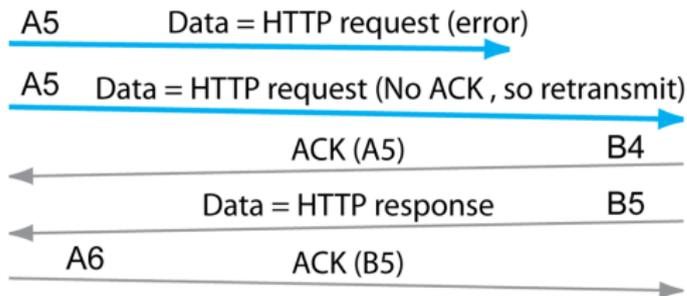 A5 Data = HTTP request (error)
A5 Data = HTTP request (No ACK , so retransmit)
ACK (A5) B4
Data = HTTP response B5
A6 ACK (B5)